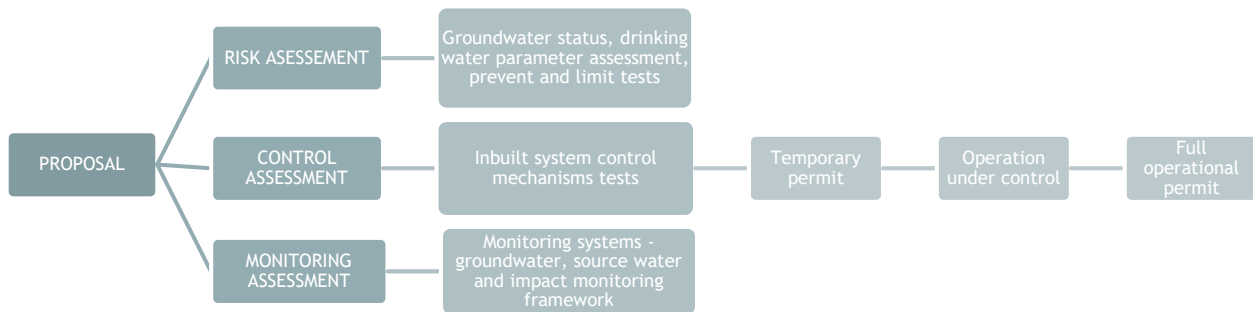 PROPOSAL
RISK ASESSEMENT
Groundwater status, drinking
water parameter assessment,
prevent and limit tests
CONTROL
ASSESSMENT
Inbuilt system control
mechanisms tests
Temporary
permit
Operation
under control
Full
operational
permit
MONITORING
ASSESSMENT
Monitoring systems -
groundwater, source water
and impact monitoring
framework